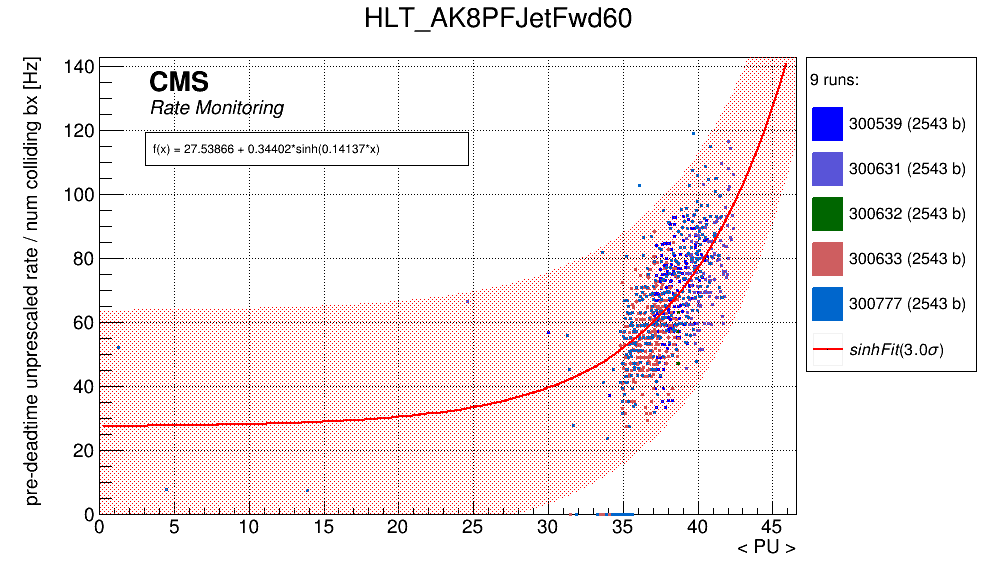 HLT_AK8PFJetFwd60
pre-deadtime unprescaled rate / num colliding bx [Hz]
140
120
100
80
60
40
20
0
CMS
Rate Monitoring
f(x) = 27.53866 + 0.34402*sinh(0.14137*x)
0 5 10 15 20 25 30 35 40 45
< PU >
9 runs:
300539 (2543 b)
300631 (2543 b)
300632 (2543 b)
300633 (2543 b)
300777 (2543 b)
sinhFit(3.0σ)